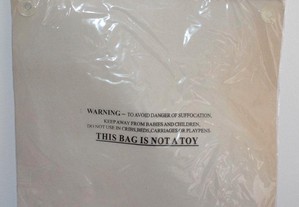 WARNING – TO AVOID DANGER OF SUFFOCATION,
KEEP AWAY FROM BABIES AND CHILDREN,
DO NOT USE IN CRIBS,BEDS,CARRIAGES OR PLAYPENS
THIS BAG IS NOT A TOY